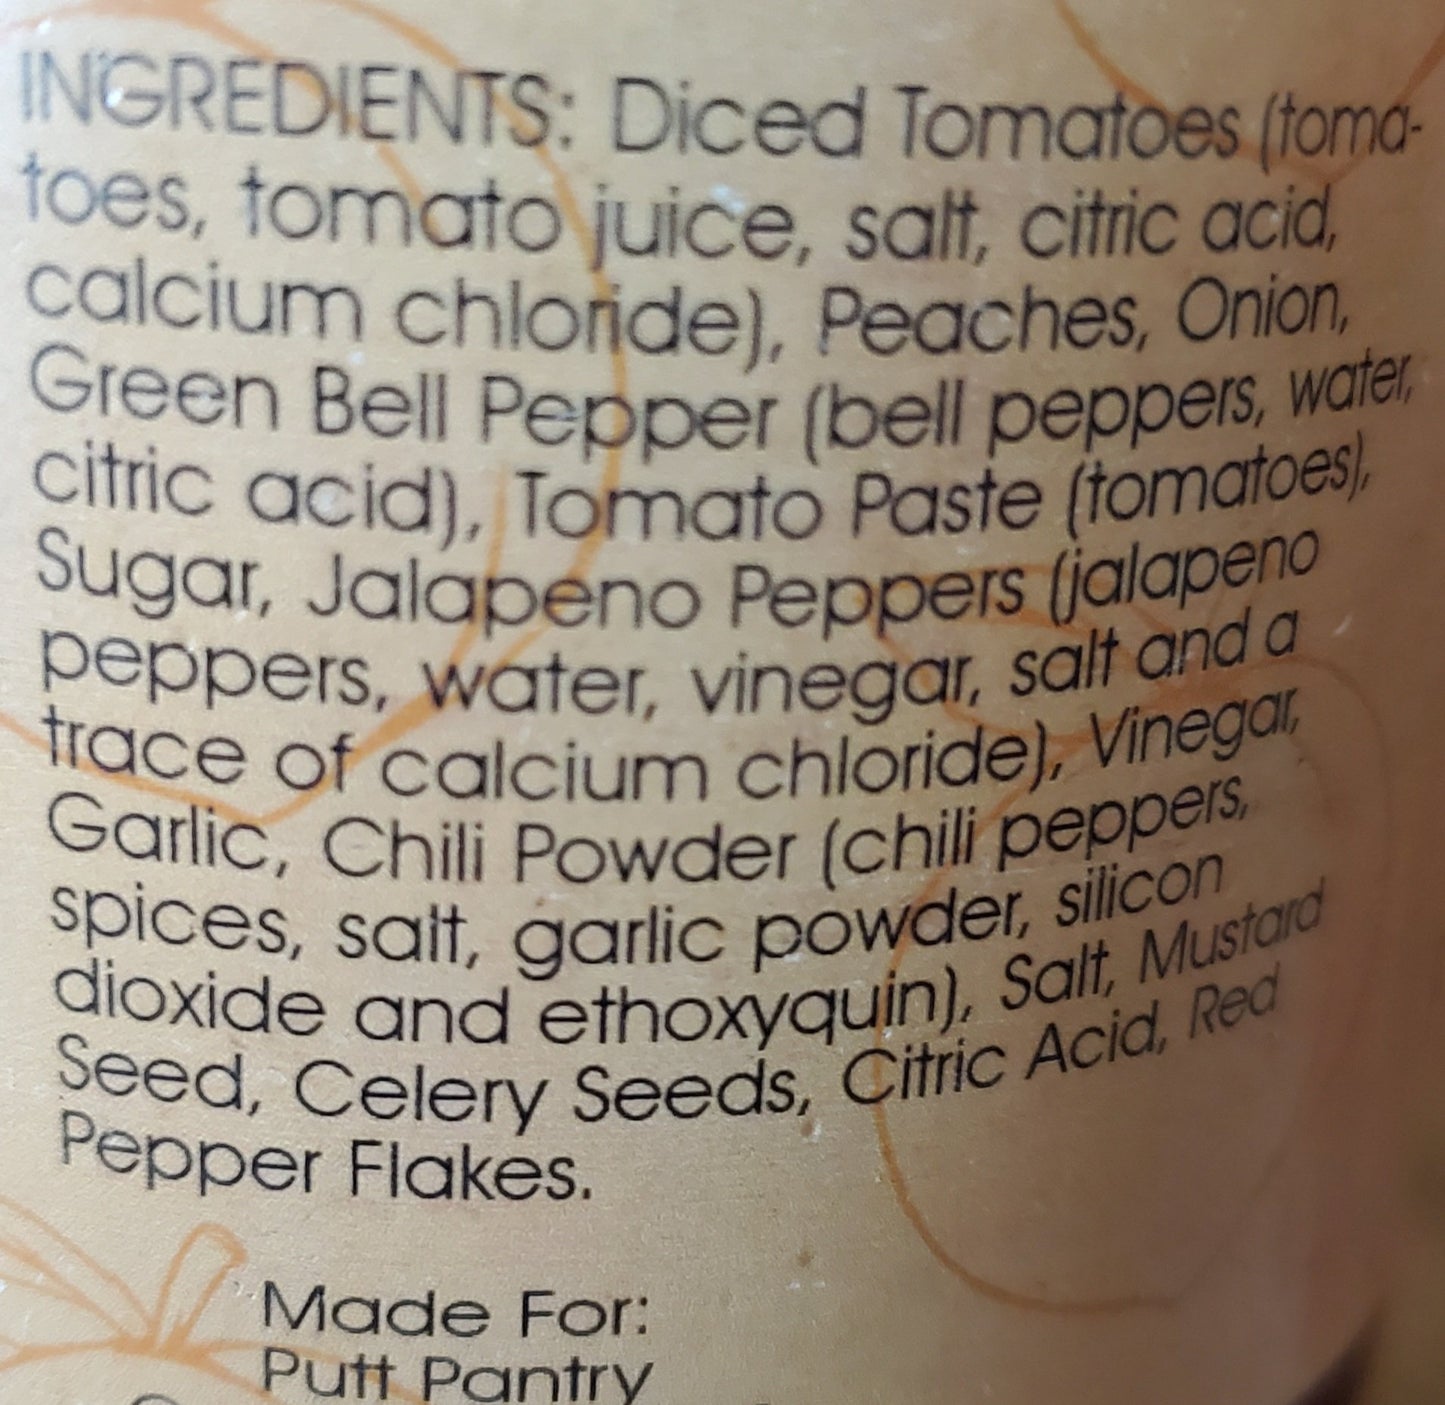 INGREDIENTS: Diced Tomatoes (toma-
toes, tomato juice, salt, citric acid,
calcium chloride), Peaches, Onion,
Green Bell Pepper (bell peppers, water,
citric acid), Tomato Paste (tomatoes),
Sugar, Jalapeno Peppers (jalapeno
peppers, water, vinegar, salt and a
trace of calcium chloride), Vinegar,
Garlic, Chili Powder (chili peppers,
spices, salt, garlic powder, silicon
dioxide and ethoxyquin), Salt, Mustard
Seed, Celery Seeds, Citric Acid, Red
Pepper Flakes.
Made For:
Putt Pantry